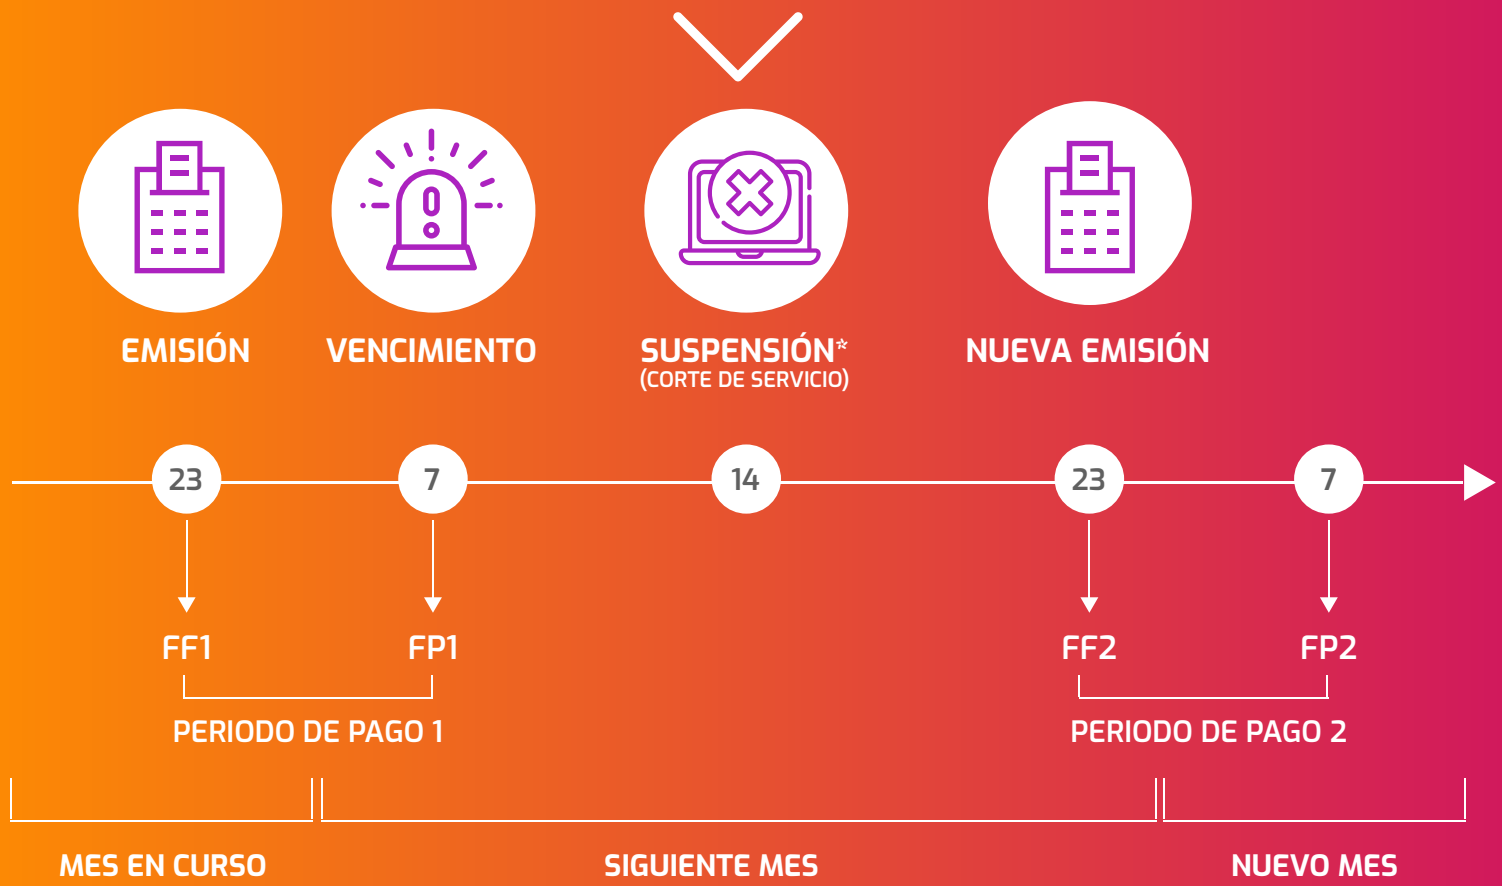 EMISIÓN
VENCIMIENTO
SUSPENSIÓN*
(CORTE DE SERVICIO)
NUEVA EMISIÓN
23
7
14
23
7
FF1
FP1
FF2
FP2
PERIODO DE PAGO 1
PERIODO DE PAGO 2
MES EN CURSO
SIGUIENTE MES
NUEVO MES